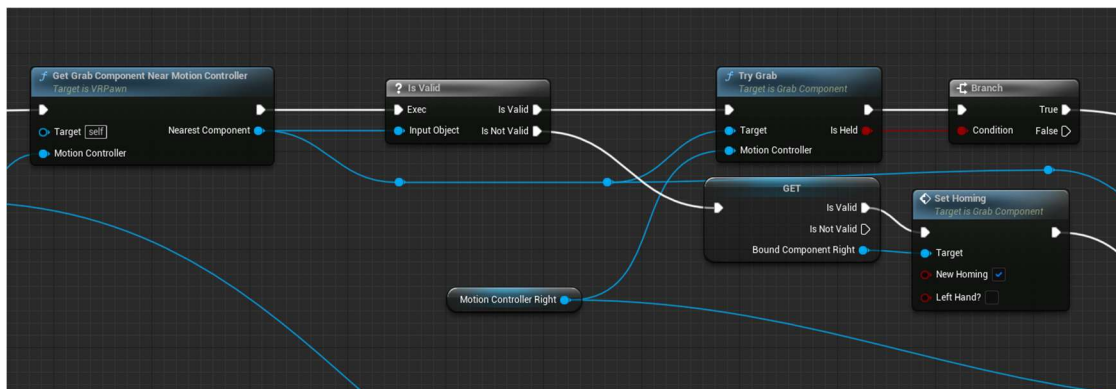 Get Grab Component Near Motion Controller
Target is VRPawn
Target self
Nearest Component
Motion Controller
? Is Valid
Exec
Is Valid
Input Object
Is Not Valid
f Try Grab
Target is Grab Component
Target
Is Held
Motion Controller
Branch
True
Condition
False
GET
Is Valid
Is Not Valid
Bound Component Right
Set Homing
Target is Grab Component
Target
New Homing
Left Hand?
Motion Controller Right